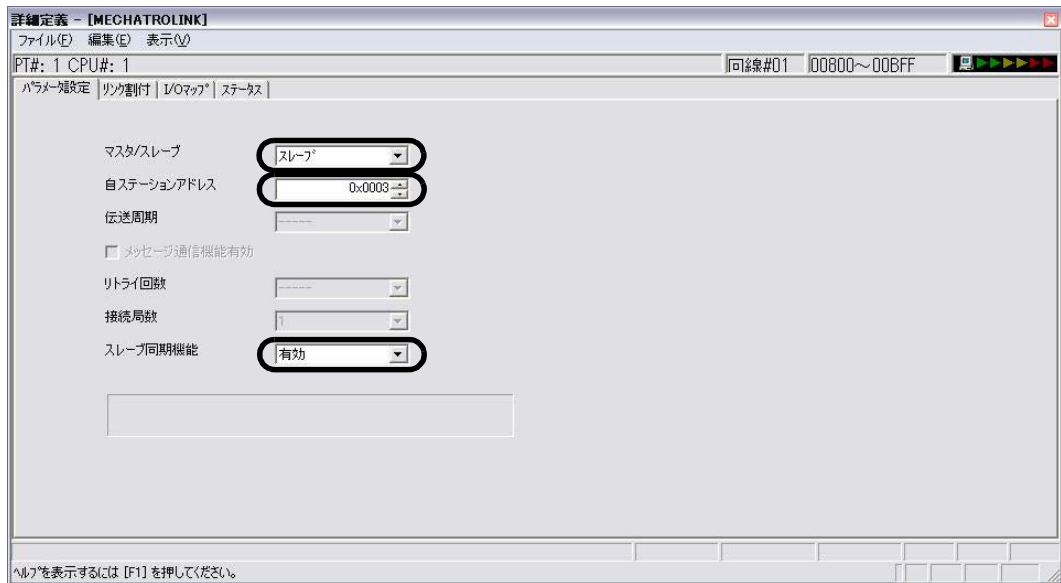 詳細定義 - [MECHATROLINK]
ファイル(F) 編集(E) 表示(V)
PT#: 1 CPU#: 1 回線#01 00800～00BFF
ﾊﾟﾗﾒｰﾀ設定 ﾘﾝｸ割付 I/Oﾏｯﾌﾟ ｽﾃｰﾀｽ
マスタ/スレーブ ｽﾚｰﾌﾞ
自ステーションアドレス 0x0003
伝送周期 -----
メッセージ通信機能有効
リトライ回数 -----
接続局数 1
スレーブ同期機能 有効
ﾍﾙﾌﾟを表示するには [F1] を押してください。